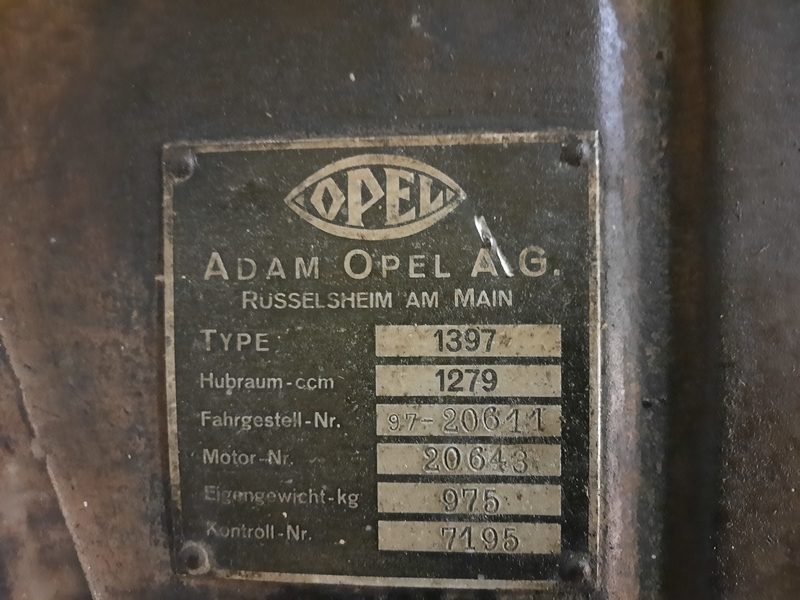 OPEL
ADAM OPEL A.G.
RÜSSELSHEIM AM MAIN
TYPE 1397
Hubraum-ccm 1279
Fahrgestell-Nr. 97-20611
Motor-Nr. 20643
Eigengewicht-kg 975
Kontroll-Nr. 7195